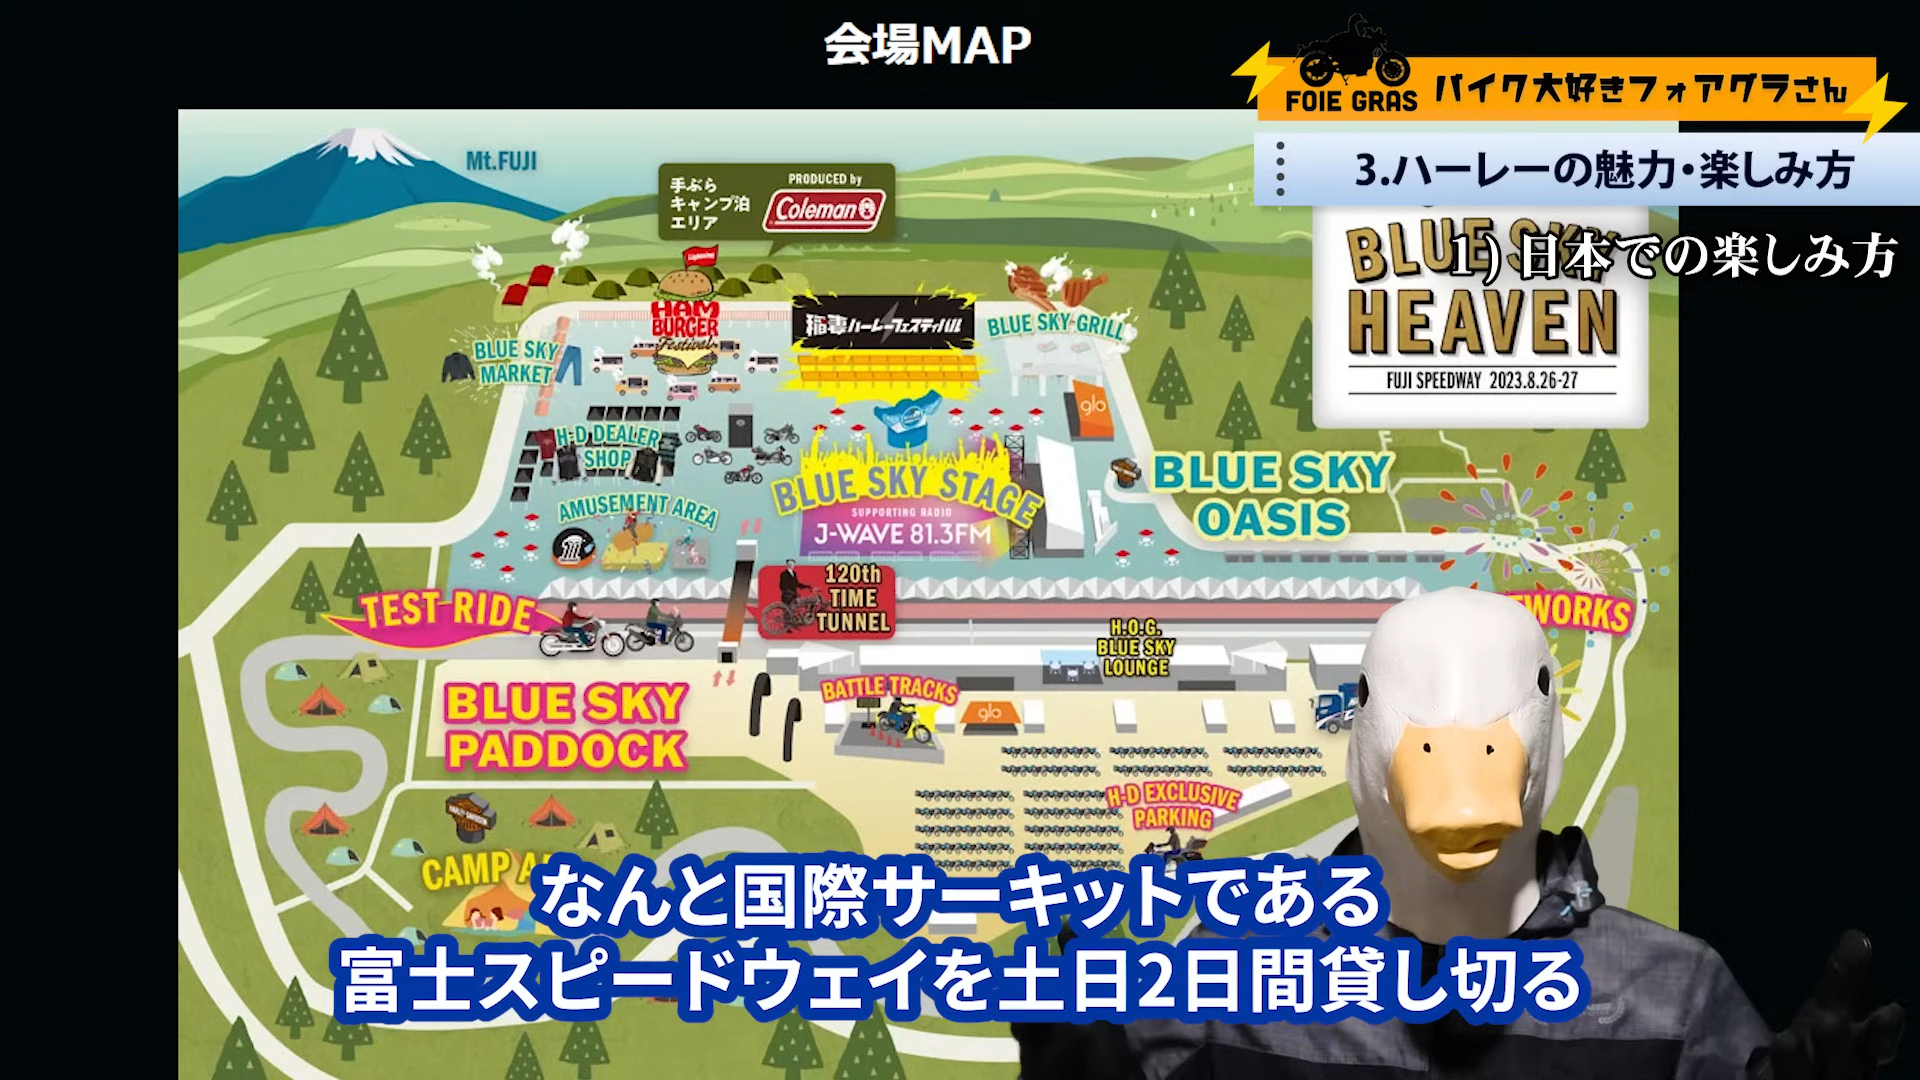 会場MAP
FOIE GRAS
バイク大好きフォアグラさん
3.ハーレーの魅力・楽しみ方
1) 日本での楽しみ方
Mt.FUJI
手ぶら
キャンプ泊
エリア
PRODUCED by
Coleman
BLUE SKY
HEAVEN
FUJI SPEEDWAY 2023.8.26-27
Lightning
HAM
BURGER
Festival
稲妻ハーレーフェスティバル
BLUE SKY GRILL
BLUE SKY
MARKET
glo
H-D DEALER
SHOP
BLUE SKY STAGE
SUPPORTING RADIO
J-WAVE 81.3FM
BLUE SKY
OASIS
AMUSEMENT AREA
120th
TIME
TUNNEL
TEST RIDE
WORKS
H.O.G.
BLUE SKY
LOUNGE
BLUE SKY
PADDOCK
BATTLE TRACKS
glo
H-D EXCLUSIVE
PARKING
CAMP A
なんと国際サーキットである
富士スピードウェイを土日2日間貸し切る